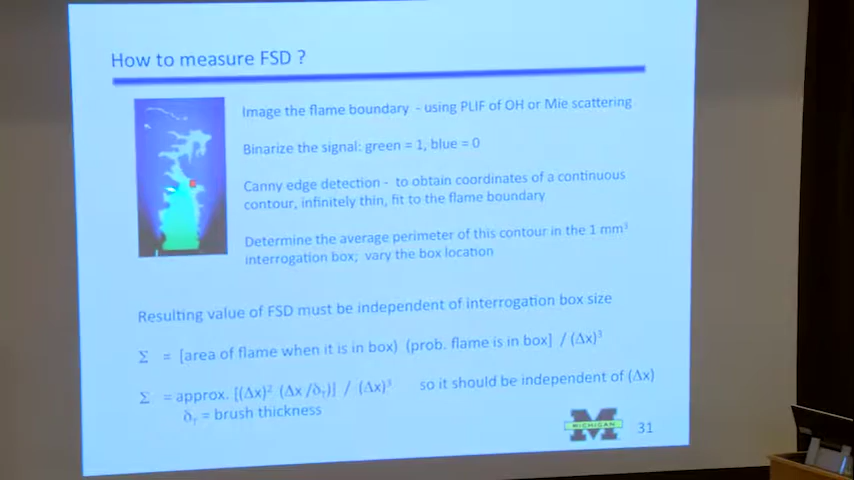 How to measure FSD ?
Image the flame boundary - using PLIF of OH or Mie scattering
Binarize the signal: green = 1, blue = 0
Canny edge detection - to obtain coordinates of a continuous
contour, infinitely thin, fit to the flame boundary
Determine the average perimeter of this contour in the 1 mm³
interrogation box; vary the box location
Resulting value of FSD must be independent of interrogation box size
Σ = [area of flame when it is in box) (prob. flame is in box] / (Δx)³
Σ = approx. [(Δx)² (Δx /δ_T)] / (Δx)³ so it should be independent of (Δx)
δ_T = brush thickness
MICHIGAN
31